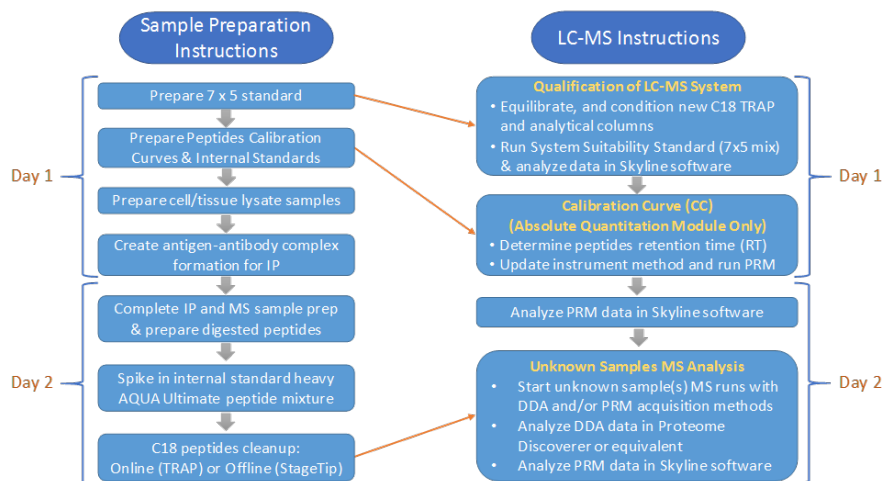 Sample Preparation
Instructions
Prepare 7 x 5 standard
Prepare Peptides Calibration
Curves & Internal Standards
Day 1
Prepare cell/tissue lysate samples
Create antigen-antibody complex
formation for IP
Complete IP and MS sample prep
& prepare digested peptides
Day 2
Spike in internal standard heavy
AQUA Ultimate peptide mixture
C18 peptides cleanup:
Online (TRAP) or Offline (StageTip)
LC-MS Instructions
Qualification of LC-MS System
• Equilibrate, and condition new C18 TRAP
and analytical columns
• Run System Suitability Standard (7x5 mix)
& analyze data in Skyline software
Day 1
Calibration Curve (CC)
(Absolute Quantitation Module Only)
• Determine peptides retention time (RT)
• Update instrument method and run PRM
Analyze PRM data in Skyline software
Day 2
Unknown Samples MS Analysis
• Start unknown sample(s) MS runs with
DDA and/or PRM acquisition methods
• Analyze DDA data in Proteome
Discoverer or equivalent
• Analyze PRM data in Skyline software